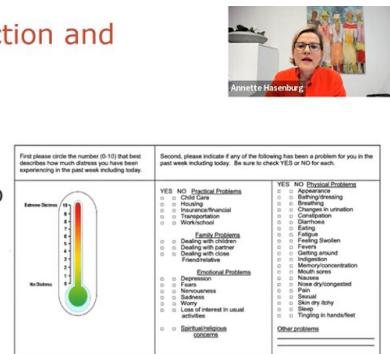 ction and
Annette Hasenburg
First please circle the number (0-10) that best
describes how much distress you have been
experiencing in the past week including today.
Second, please indicate if any of the following has been a problem for you in the
past week including today. Be sure to check YES or NO for each.
Extreme Distress
10
9
8
7
6
5
4
3
2
1
0
No Distress
YES NO Practical Problems
Child Care
Housing
Insurance/financial
Transportation
Work/school
Family Problems
Dealing with children
Dealing with partner
Dealing with close
Friend/relative
Emotional Problems
Depression
Fears
Nervousness
Sadness
Worry
Loss of interest in usual
activities
Spiritual/religious
concerns
YES NO Physical Problems
Appearance
Bathing/dressing
Breathing
Changes in urination
Constipation
Diarrhoea
Eating
Fatigue
Feeling Swollen
Fevers
Getting around
Indigestion
Memory/concentration
Mouth sores
Nausea
Nose dry/congested
Pain
Sexual
Skin dry/itchy
Sleep
Tingling in hands/feet
Other problems